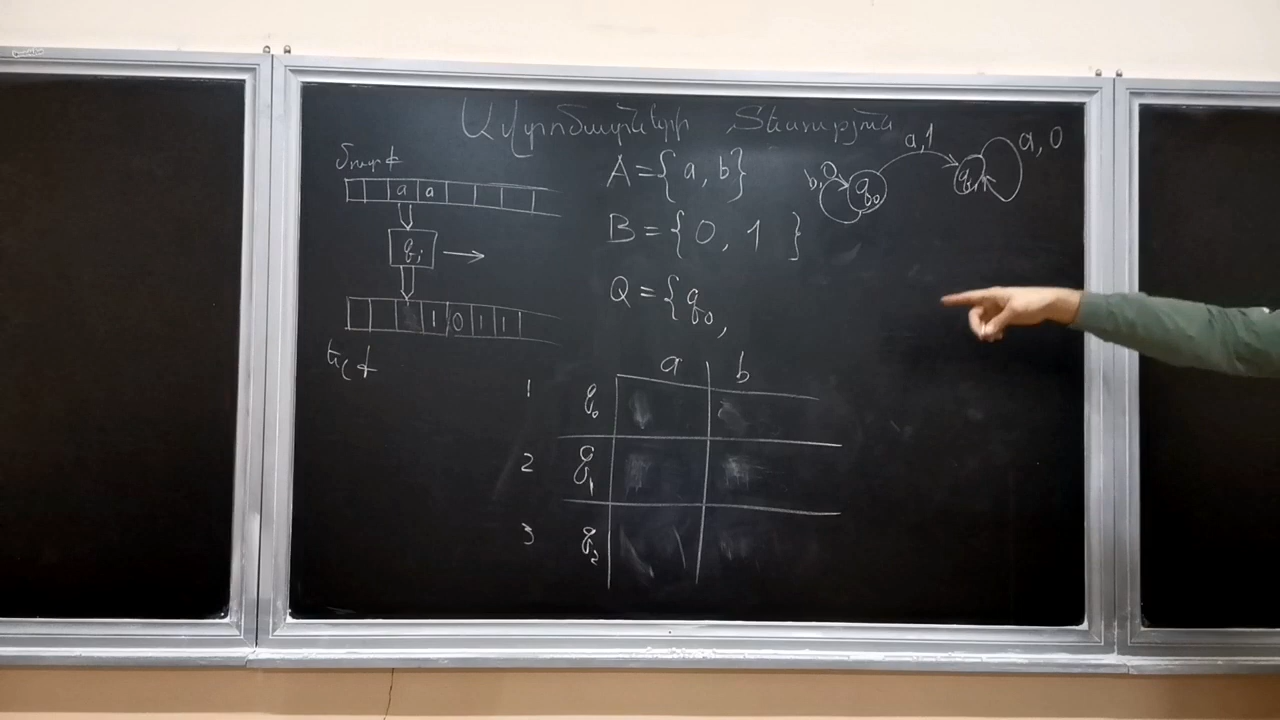 Ավտոմատների Տեսություն
մուտք
a a
q i
1 0 1 1
ելք
A = {a, b}
B = {0, 1 }
Q = {q0,
b, 0
q0
a, 1
q1
a, 0
a b
1 q0
2 q1
3 q2